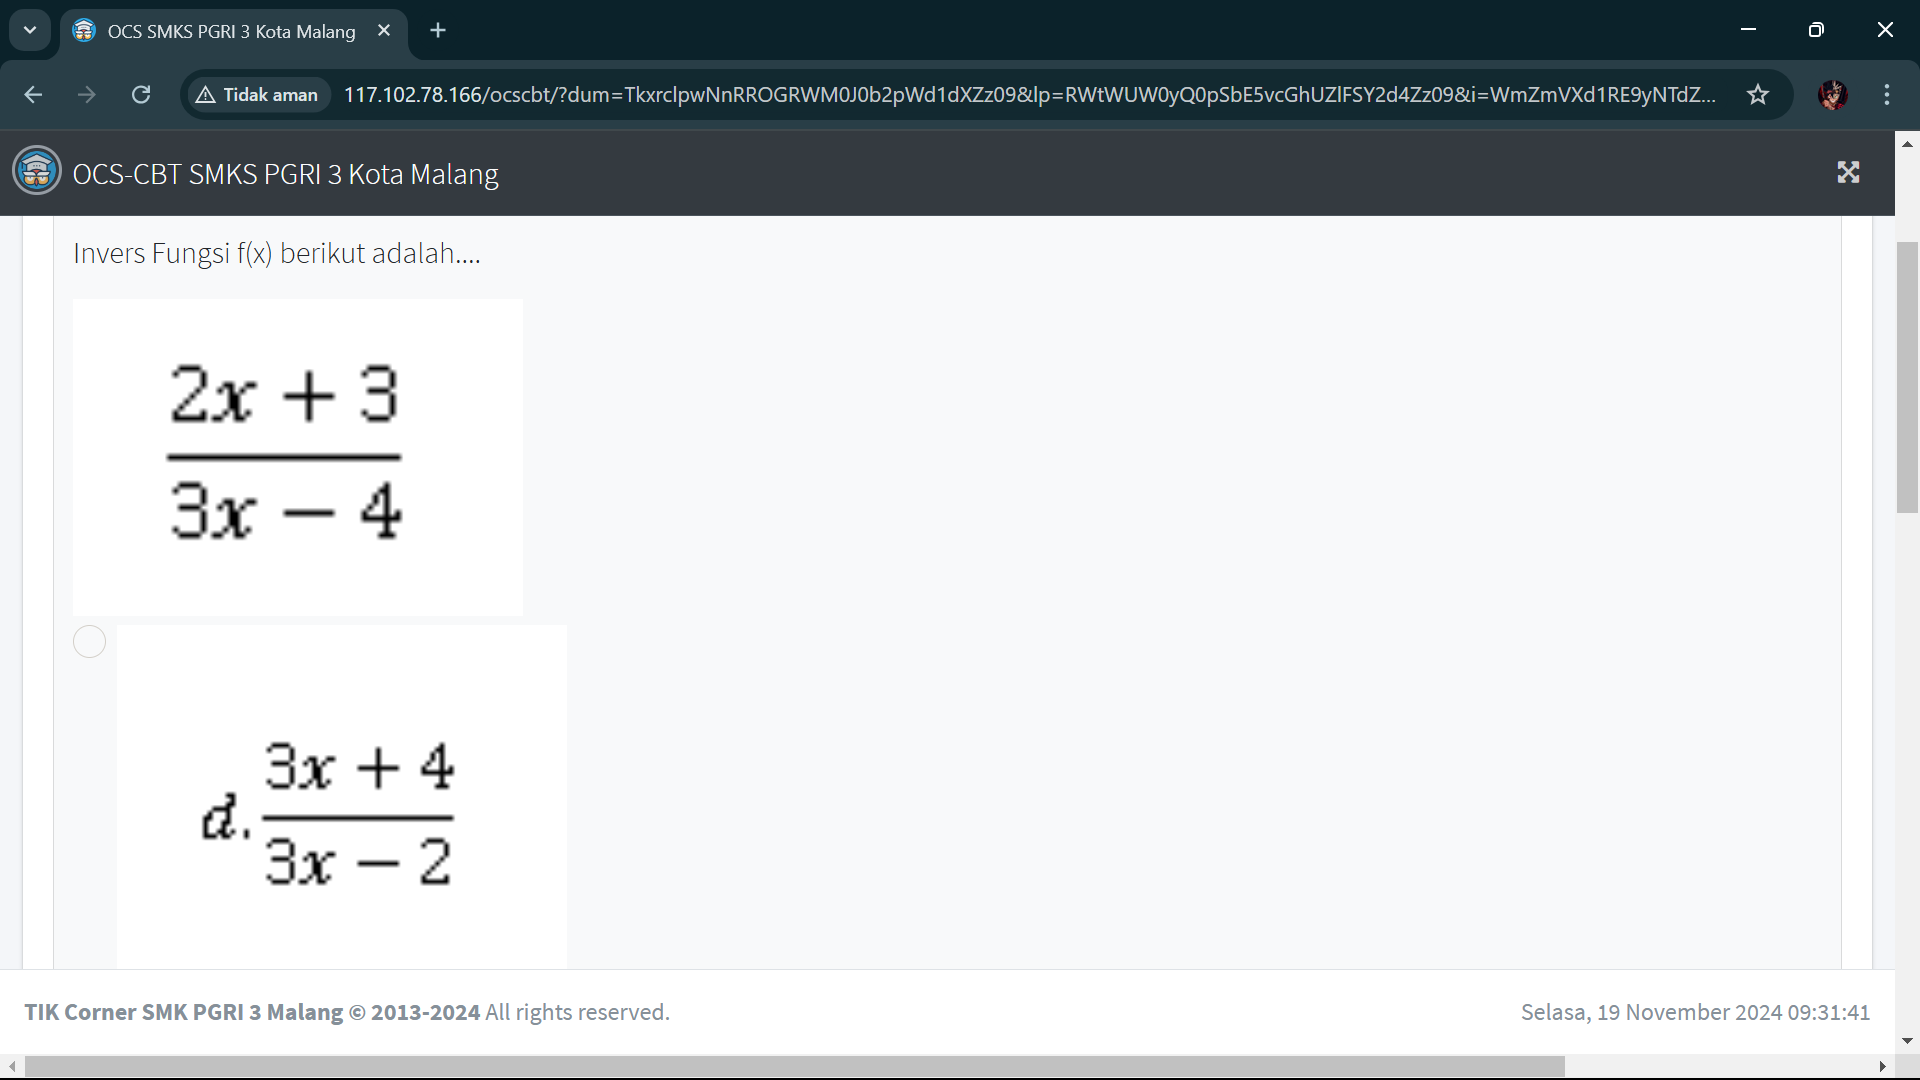 OCS SMKS PGRI 3 Kota Malang
Tidak aman
117.102.78.166/ocscbt/?dum=TkxrclpwNnRROGRWM0J0b2pWd1dXZz09&lp=RWtWUW0yQ0pSbE5vcGhUZlFSY2d4Zz09&i=WmZmVXd1RE9yNTdZ...
OCS-CBT SMKS PGRI 3 Kota Malang
Invers Fungsi f(x) berikut adalah....
2x + 3
3x − 4
3x + 4
d.
3x − 2
TIK Corner SMK PGRI 3 Malang © 2013-2024 All rights reserved.
Selasa, 19 November 2024 09:31:41